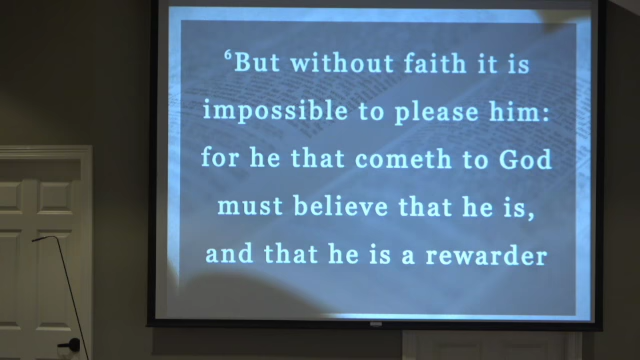 ⁶But without faith it is
impossible to please him:
for he that cometh to God
must believe that he is,
and that he is a rewarder